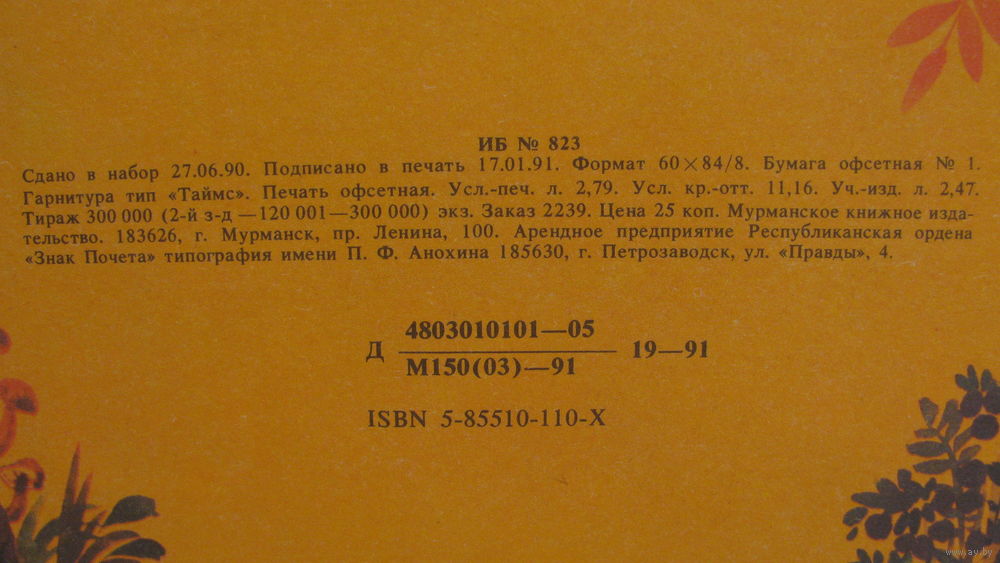 ИБ № 823
Сдано в набор 27.06.90. Подписано в печать 17.01.91. Формат 60×84/8. Бумага офсетная № 1.
Гарнитура тип «Таймс». Печать офсетная. Усл.-печ. л. 2,79. Усл. кр.-отт. 11,16. Уч.-изд. л. 2,47.
Тираж 300 000 (2-й з-д —120 001—300 000) экз. Заказ 2239. Цена 25 коп. Мурманское книжное изда-
тельство. 183626, г. Мурманск, пр. Ленина, 100. Арендное предприятие Республиканская ордена
«Знак Почета» типография имени П. Ф. Анохина 185630, г. Петрозаводск, ул. «Правды», 4.
4803010101—05
Д 19—91
М150(03)—91
ISBN 5-85510-110-X
www.ay.by